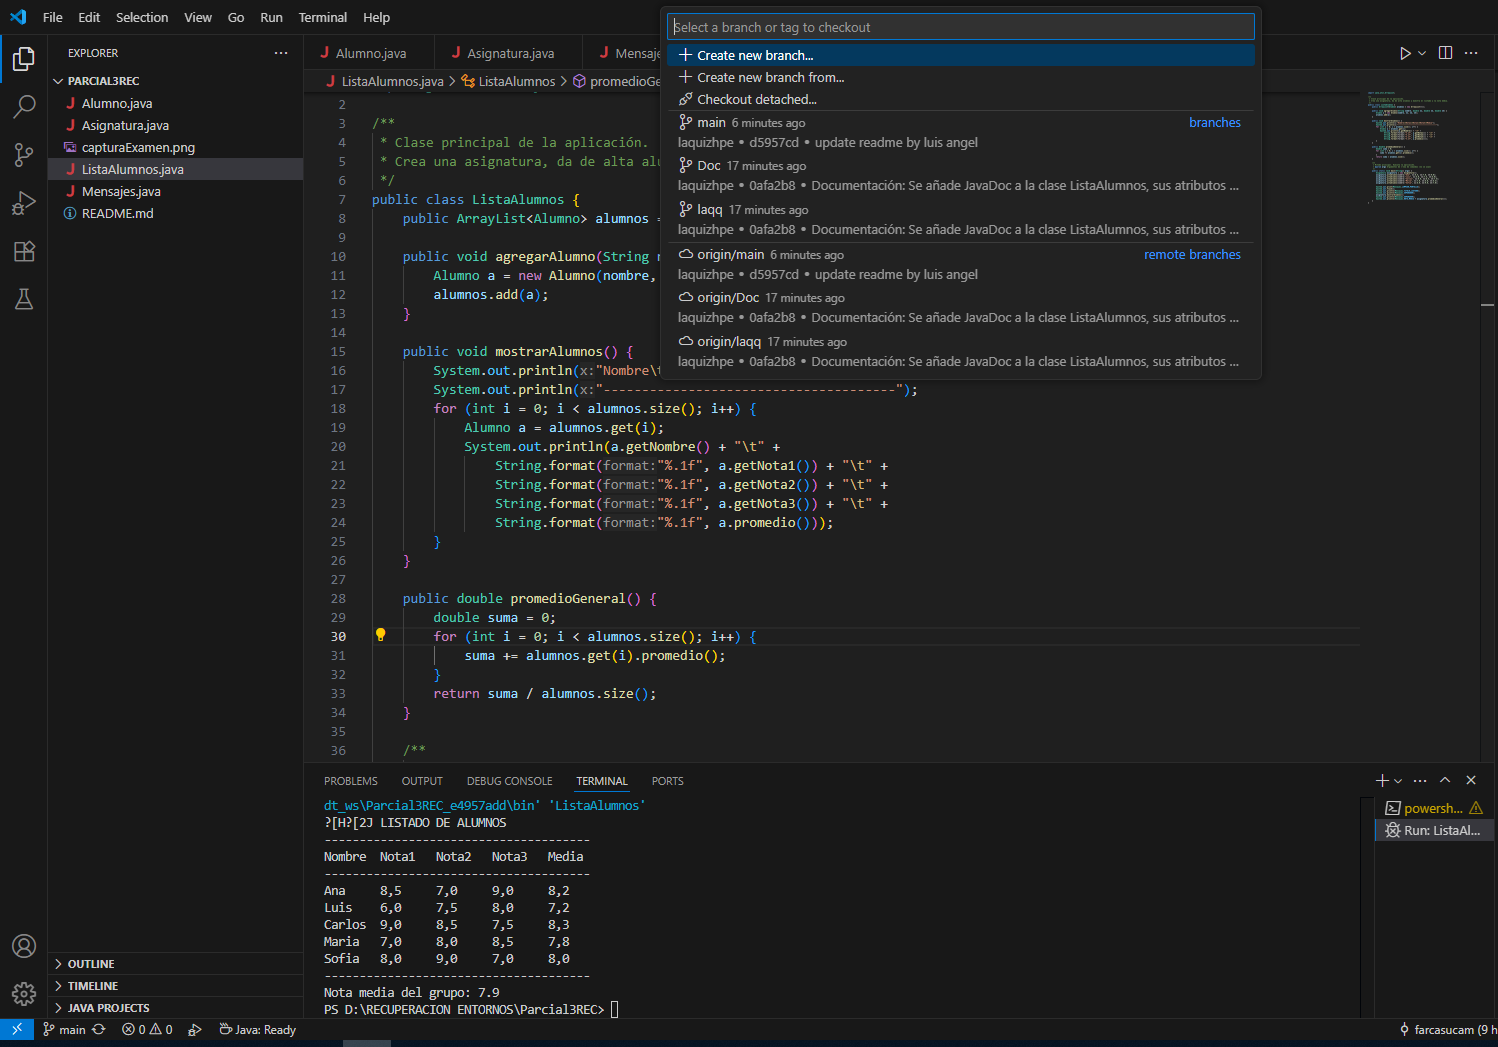 File Edit Selection View Go Run Terminal Help
Select a branch or tag to checkout
Create new branch...
Create new branch from...
Checkout detached...
main 6 minutes ago branches
laquizhpe • d5957cd • update readme by luis angel
Doc 17 minutes ago
laquizhpe • 0afa2b8 • Documentación: Se añade JavaDoc a la clase ListaAlumnos, sus atributos ...
laqq 17 minutes ago
laquizhpe • 0afa2b8 • Documentación: Se añade JavaDoc a la clase ListaAlumnos, sus atributos ...
origin/main 6 minutes ago remote branches
laquizhpe • d5957cd • update readme by luis angel
origin/Doc 17 minutes ago
laquizhpe • 0afa2b8 • Documentación: Se añade JavaDoc a la clase ListaAlumnos, sus atributos ...
origin/laqq 17 minutes ago
laquizhpe • 0afa2b8 • Documentación: Se añade JavaDoc a la clase ListaAlumnos, sus atributos ...
EXPLORER
PARCIAL3REC
Alumno.java
Asignatura.java
capturaExamen.png
ListaAlumnos.java
Mensajes.java
README.md
OUTLINE
TIMELINE
JAVA PROJECTS
Alumno.java Asignatura.java Mensaje
ListaAlumnos.java > ListaAlumnos > promedioGe
2
3 /**
4 * Clase principal de la aplicación.
5 * Crea una asignatura, da de alta alu
6 */
7 public class ListaAlumnos {
8 public ArrayList<Alumno> alumnos =
9
10 public void agregarAlumno(String n
11 Alumno a = new Alumno(nombre,
12 alumnos.add(a);
13 }
14
15 public void mostrarAlumnos() {
16 System.out.println(x:"Nombre\t
17 System.out.println(x:"--------------------------------------");
18 for (int i = 0; i < alumnos.size(); i++) {
19 Alumno a = alumnos.get(i);
20 System.out.println(a.getNombre() + "\t" +
21 String.format(format:"%.1f", a.getNota1()) + "\t" +
22 String.format(format:"%.1f", a.getNota2()) + "\t" +
23 String.format(format:"%.1f", a.getNota3()) + "\t" +
24 String.format(format:"%.1f", a.promedio()));
25 }
26 }
27
28 public double promedioGeneral() {
29 double suma = 0;
30 for (int i = 0; i < alumnos.size(); i++) {
31 suma += alumnos.get(i).promedio();
32 }
33 return suma / alumnos.size();
34 }
35
36 /**
PROBLEMS OUTPUT DEBUG CONSOLE TERMINAL PORTS
dt_ws\Parcial3REC_e4957add\bin' 'ListaAlumnos'
?[H?[2J LISTADO DE ALUMNOS
--------------------------------------
Nombre Nota1 Nota2 Nota3 Media
--------------------------------------
Ana 8,5 7,0 9,0 8,2
Luis 6,0 7,5 8,0 7,2
Carlos 9,0 8,5 7,5 8,3
Maria 7,0 8,0 8,5 7,8
Sofia 8,0 9,0 7,0 8,0
--------------------------------------
Nota media del grupo: 7.9
PS D:\RECUPERACION ENTORNOS\Parcial3REC>
powersh...
Run: ListaAl...
main 0 0 Java: Ready farcasucam (9 h